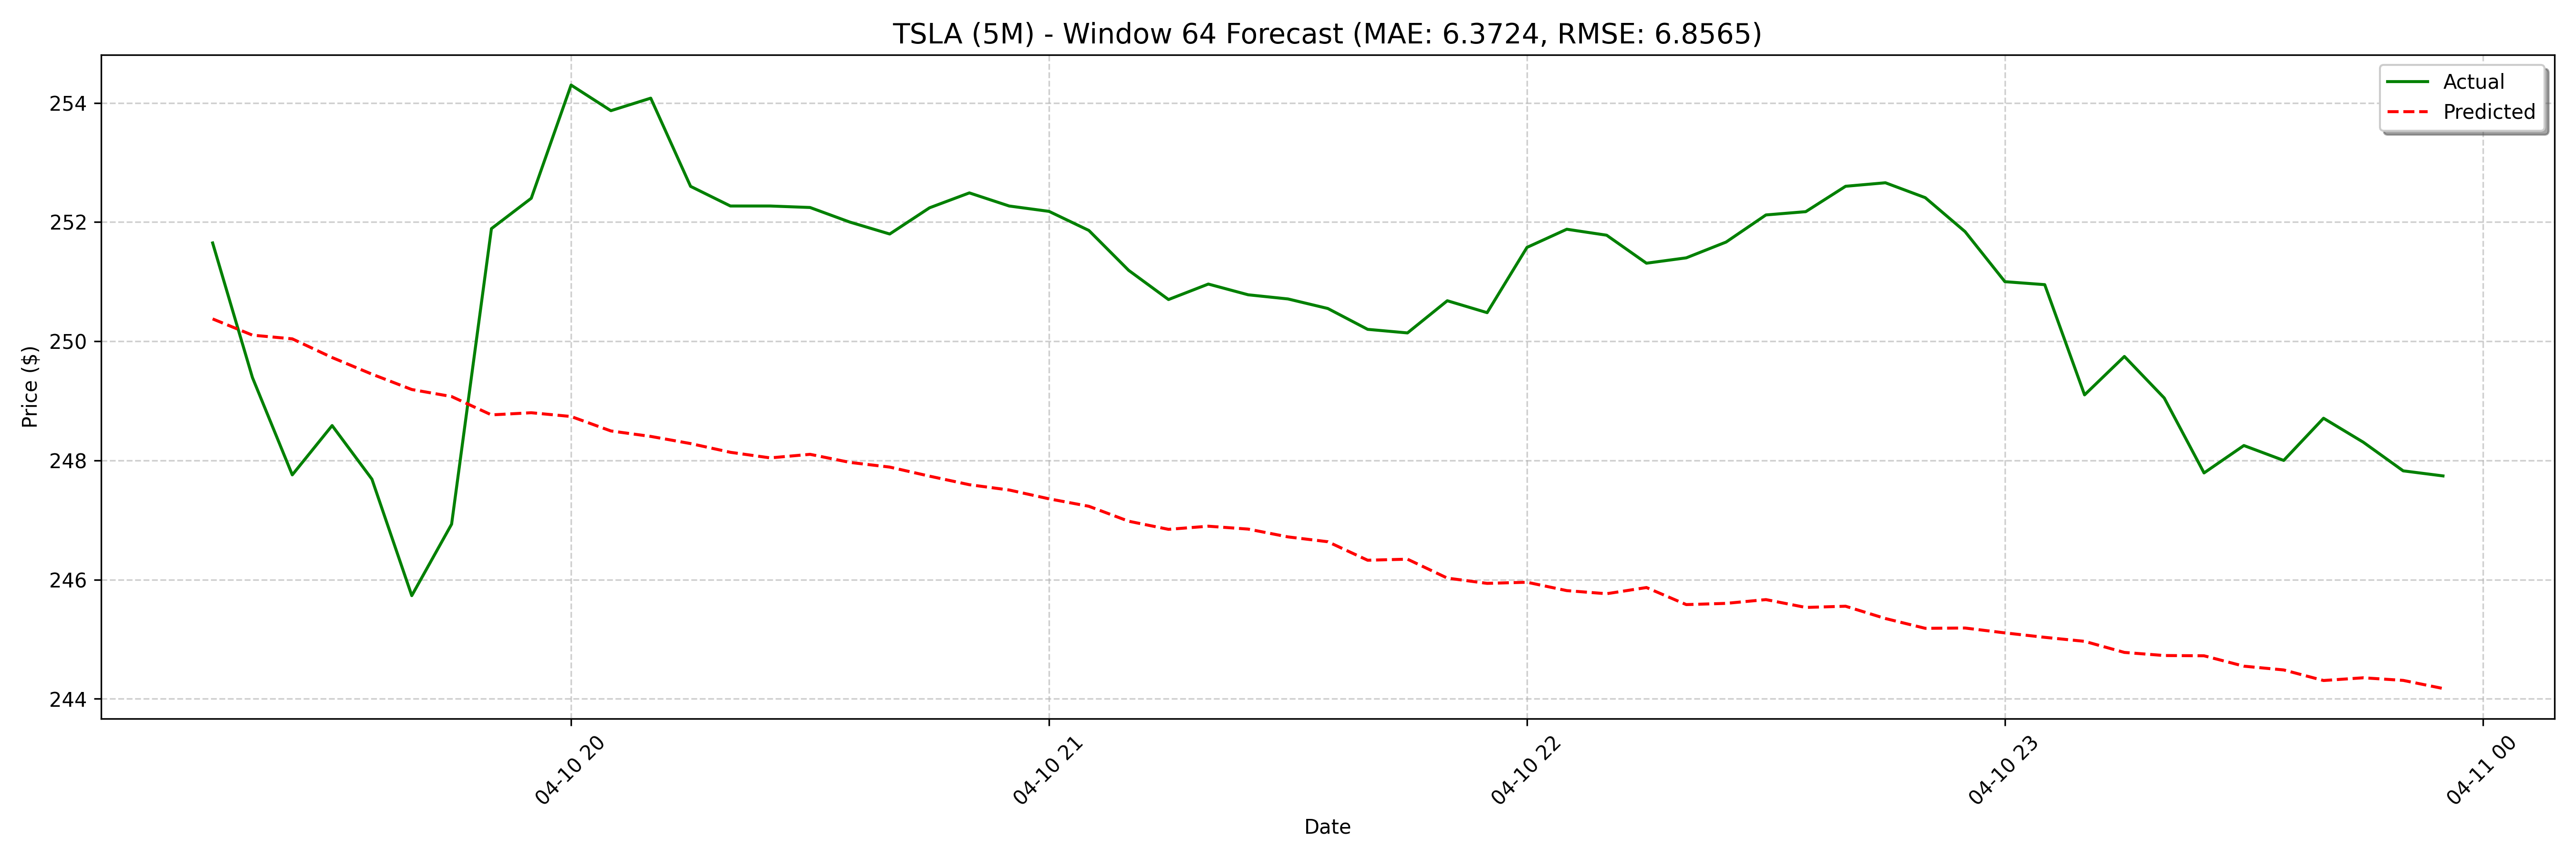 TSLA (5M) - Window 64 Forecast (MAE: 6.3724, RMSE: 6.8565)
Actual
Predicted
Price ($)
254
252
250
248
246
244
04-10 20
04-10 21
04-10 22
04-10 23
04-11 00
Date